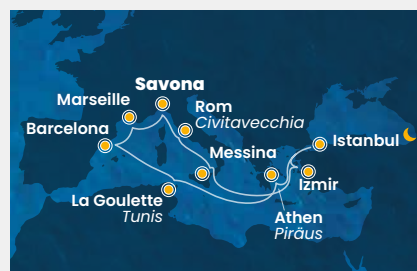 Savona
Marseille
Rom
Civitavecchia
Barcelona
Istanbul
Messina
Izmir
La Goulette
Tunis
Athen
Piräus